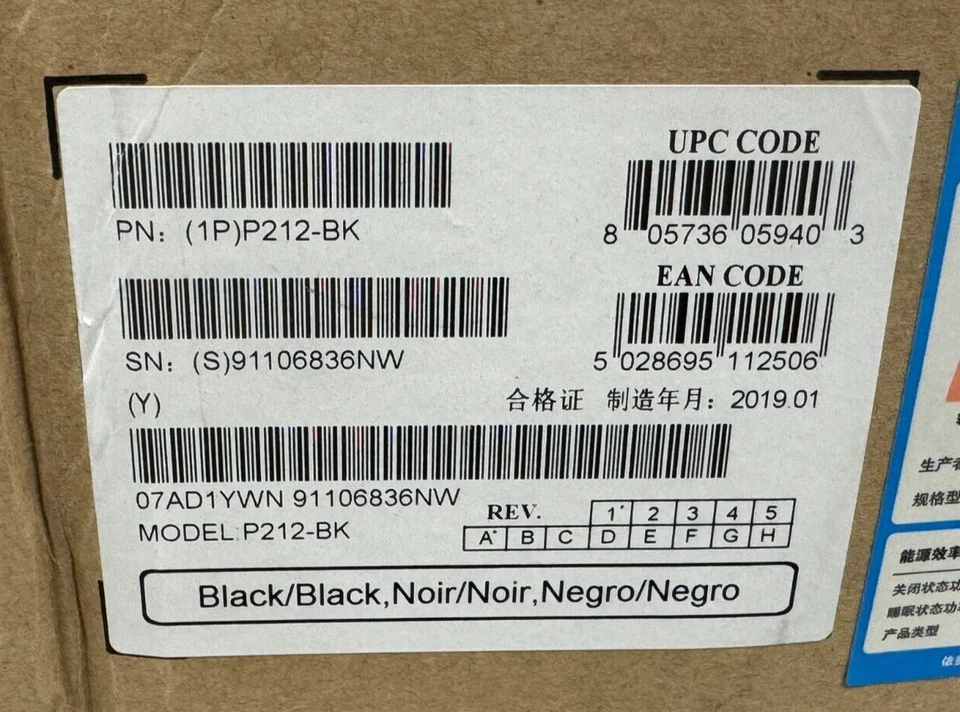 UPC CODE
PN: (1P)P212-BK
8 05736 05940 3
EAN CODE
SN: (S)91106836NW
5 028695 112506
(Y)
合格证 制造年月: 2019.01
07AD1YWN 91106836NW
MODEL:P212-BK
REV.
1* 2 3 4 5
A* B C D E F G H
Black/Black,Noir/Noir,Negro/Negro
生产者
规格型
能源效率
关闭状态功
睡眠状态功
产品类型
依据